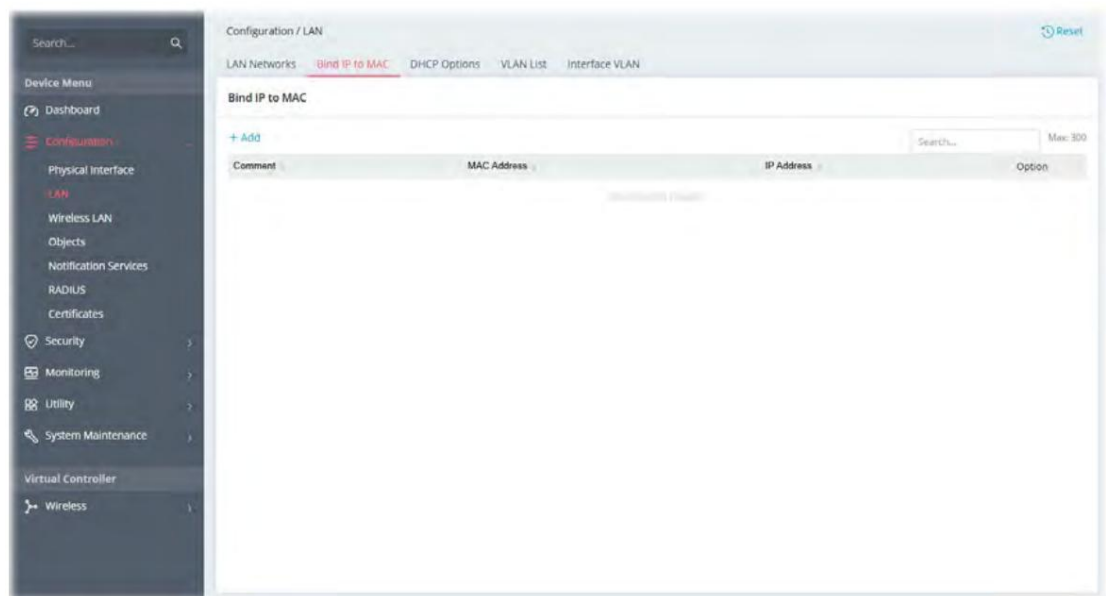 Search...
Device Menu
Dashboard
Configuration
Physical Interface
LAN
Wireless LAN
Objects
Notification Services
RADIUS
Certificates
Security
Monitoring
Utility
System Maintenance
Virtual Controller
Wireless
Configuration / LAN
Reset
LAN Networks Bind IP to MAC DHCP Options VLAN List Interface VLAN
Bind IP to MAC
+ Add
Search... Max: 300
Comment MAC Address IP Address Option